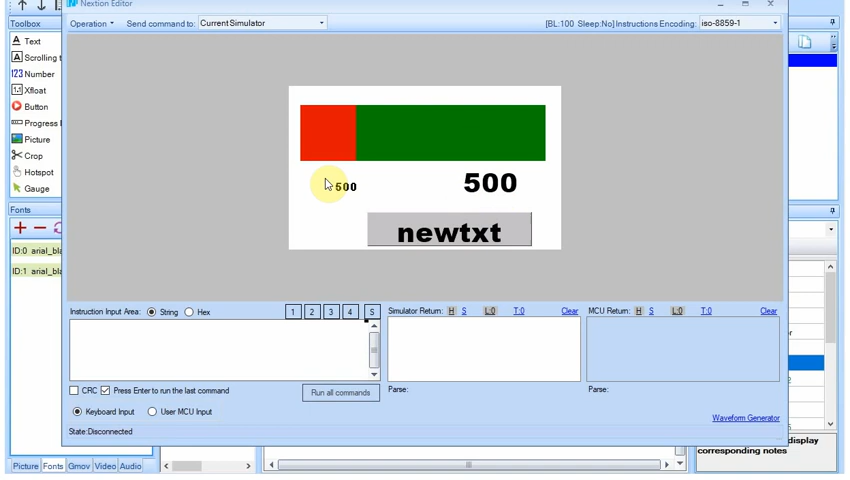 Nextion Editor
Toolbox
Operation
Send command to:
Current Simulator
[BL:100 Sleep:No]
Instructions Encoding:
iso-8859-1
A Text
A Scrolling t
123 Number
1.1 Xfloat
Button
Progress
Picture
Crop
Hotspot
Gauge
500
500
newtxt
Fonts
ID:0 arial_bla
ID:1 arial_bla
Instruction Input Area:
String
Hex
1 2 3 4 S
Simulator Return: H S L:0 T:0 Clear
MCU Return: H S L:0 T:0 Clear
CRC
Press Enter to run the last command
Run all commands
Parse:
Parse:
Keyboard Input
User MCU Input
Waveform Generator
State:Disconnected
display
corresponding notes
Picture Fonts Gmov Video Audio